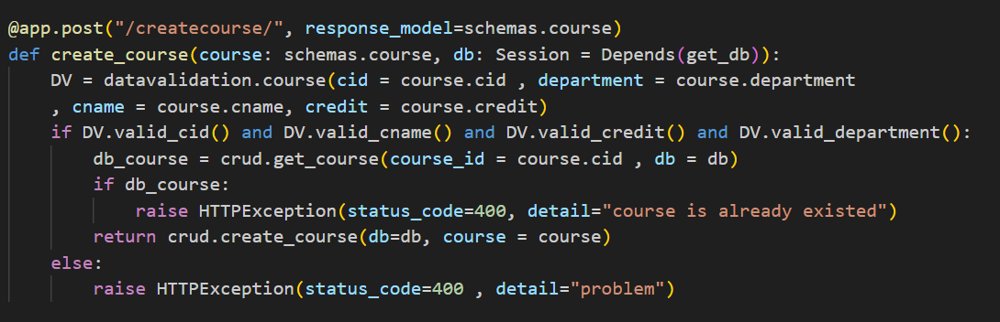 @app.post("/createcourse/", response_model=schemas.course)
def create_course(course: schemas.course, db: Session = Depends(get_db)):
    DV = datavalidation.course(cid = course.cid , department = course.department
    , cname = course.cname, credit = course.credit)
    if DV.valid_cid() and DV.valid_cname() and DV.valid_credit() and DV.valid_department():
        db_course = crud.get_course(course_id = course.cid , db = db)
        if db_course:
            raise HTTPException(status_code=400, detail="course is already existed")
        return crud.create_course(db=db, course = course)
    else:
        raise HTTPException(status_code=400 , detail="problem")